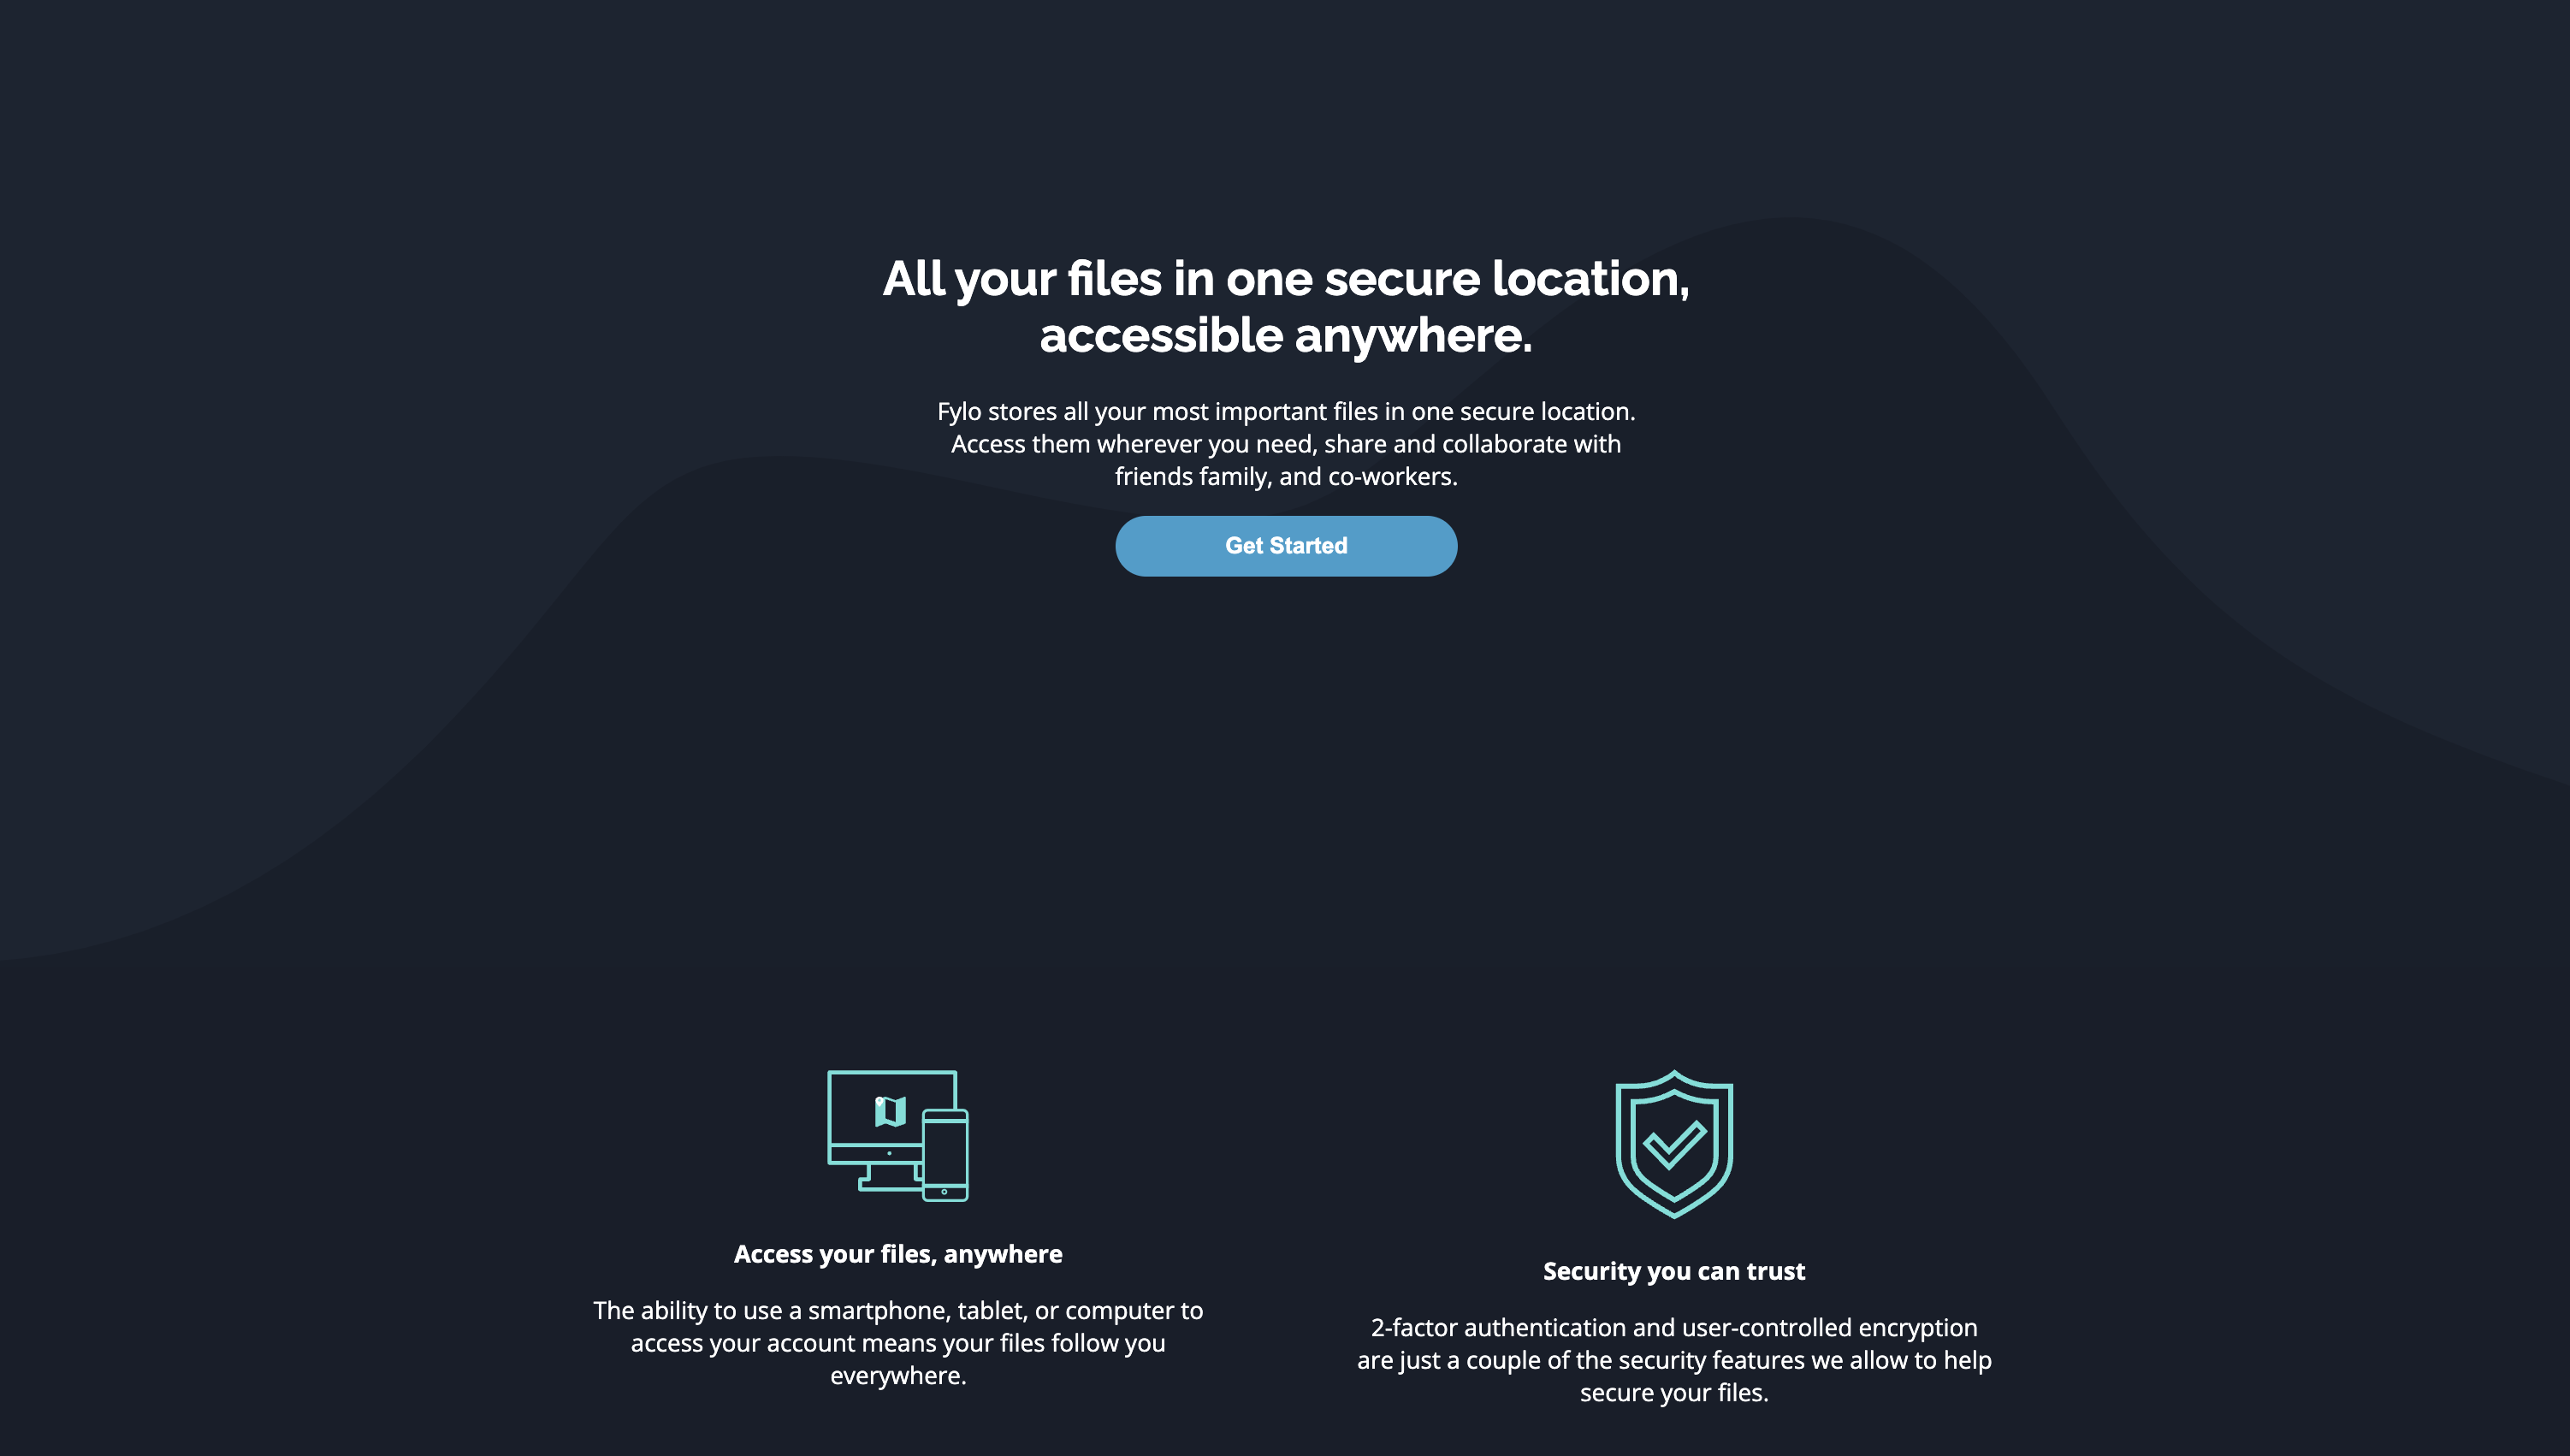 All your files in one secure location,
accessible anywhere.
Fylo stores all your most important files in one secure location.
Access them wherever you need, share and collaborate with
friends family, and co-workers.
Get Started
Access your files, anywhere
The ability to use a smartphone, tablet, or computer to
access your account means your files follow you
everywhere.
Security you can trust
2-factor authentication and user-controlled encryption
are just a couple of the security features we allow to help
secure your files.